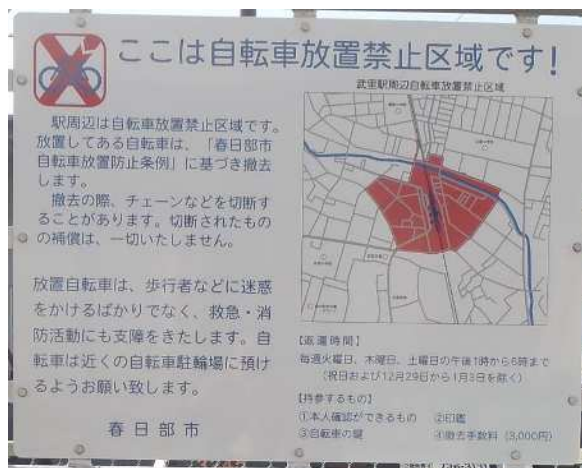 ここは自転車放置禁止区域です!
駅周辺は自転車放置禁止区域です。
放置してある自転車は、「春日部市
自転車放置防止条例」に基づき撤去
します。
撤去の際、チェーンなどを切断す
ることがあります。切断されたもの
の補償は、一切いたしません。
放置自転車は、歩行者などに迷惑
をかけるばかりでなく、救急・消
防活動にも支障をきたします。自
転車は近くの自転車駐輪場に預け
るようお願い致します。
春日部市
武里駅周辺自転車放置禁止区域
【返還時間】
毎週火曜日、木曜日、土曜日の午後1時から6時まで
(祝日および12月29日から1月3日を除く)
【持参するもの】
①本人確認ができるもの ②印鑑
③自転車の鍵 ④撤去手数料(3,000円)